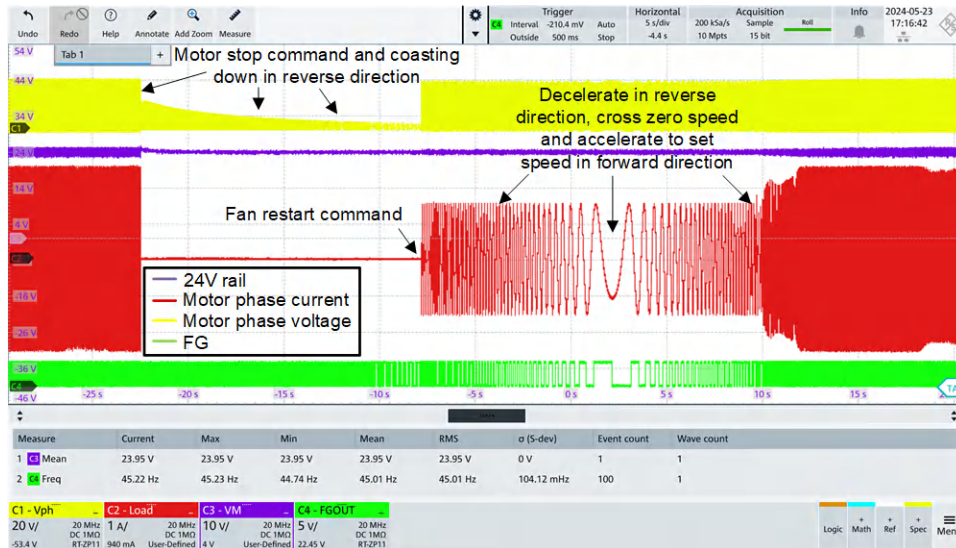 Undo Redo Help Annotate Add Zoom Measure
Trigger Horizontal Acquisition Info 2024-05-23
C4 Interval -210.4 mV Auto 5 s/div 200 kSa/s Sample Roll 17:16:42
Outside 500 ms Stop -4.4 s 10 Mpts 15 bit
54 V
Tab 1 +
Motor stop command and coasting
down in reverse direction
44 V
34 V
C1
Decelerate in reverse
direction, cross zero speed
and accelerate to set
speed in forward direction
24 V
14 V
Fan restart command
4 V
C2
24V rail
Motor phase current
Motor phase voltage
FG
-16 V
-26 V
-36 V
C4
-46 V
-25 s -20 s -15 s -10 s -5 s 0 s 5 s 10 s 15 s
TA
Measure Current Max Min Mean RMS σ (S-dev) Event count Wave count
1 C3 Mean 23.95 V 23.95 V 23.95 V 23.95 V 23.95 V 0 V 1 1
2 C4 Freq 45.22 Hz 45.23 Hz 44.74 Hz 45.01 Hz 45.01 Hz 104.12 mHz 100 1
C1 - Vph C2 - Load C3 - VM C4 - FGOUT
20 V/ 20 MHz 1 A/ 20 MHz 10 V/ 20 MHz 5 V/ 20 MHz
DC 1MΩ DC 1MΩ DC 1MΩ DC 1MΩ
-53.4 V RT-ZP11 940 mA User-Defined 4 V User-Defined 22.45 V RT-ZP11
Logic + Math + Ref + Spec Menu